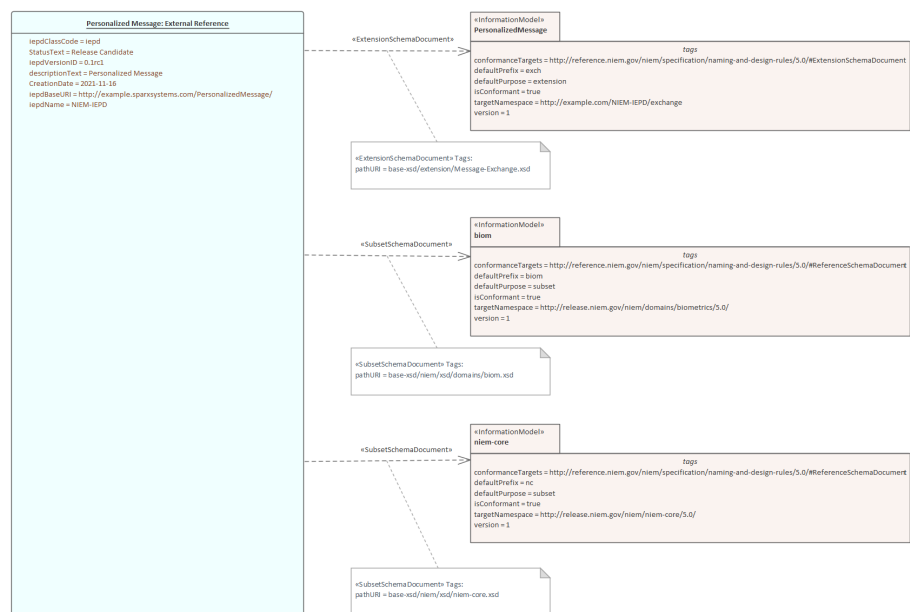 Personalized Message: External Reference
iepdClassCode = iepd
StatusText = Release Candidate
iepdVersionID = 0.1rc1
descriptionText = Personalized Message
CreationDate = 2021-11-16
iepdBaseURI = http://example.sparxsystems.com/PersonalizedMessage/
iepdName = NIEM-IEPD
«ExtensionSchemaDocument»
«InformationModel»
PersonalizedMessage
tags
conformanceTargets = http://reference.niem.gov/niem/specification/naming-and-design-rules/5.0/#ExtensionSchemaDocument
defaultPrefix = exch
defaultPurpose = extension
isConformant = true
targetNamespace = http://example.com/NIEM-IEPD/exchange
version = 1
«ExtensionSchemaDocument» Tags:
pathURI = base-xsd/extension/Message-Exchange.xsd
«SubsetSchemaDocument»
«InformationModel»
biom
tags
conformanceTargets = http://reference.niem.gov/niem/specification/naming-and-design-rules/5.0/#ReferenceSchemaDocument
defaultPrefix = biom
defaultPurpose = subset
isConformant = true
targetNamespace = http://release.niem.gov/niem/domains/biometrics/5.0/
version = 1
«SubsetSchemaDocument» Tags:
pathURI = base-xsd/niem/xsd/domains/biom.xsd
«SubsetSchemaDocument»
«InformationModel»
niem-core
tags
conformanceTargets = http://reference.niem.gov/niem/specification/naming-and-design-rules/5.0/#ReferenceSchemaDocument
defaultPrefix = nc
defaultPurpose = subset
isConformant = true
targetNamespace = http://release.niem.gov/niem/niem-core/5.0/
version = 1
«SubsetSchemaDocument» Tags:
pathURI = base-xsd/niem/xsd/niem-core.xsd